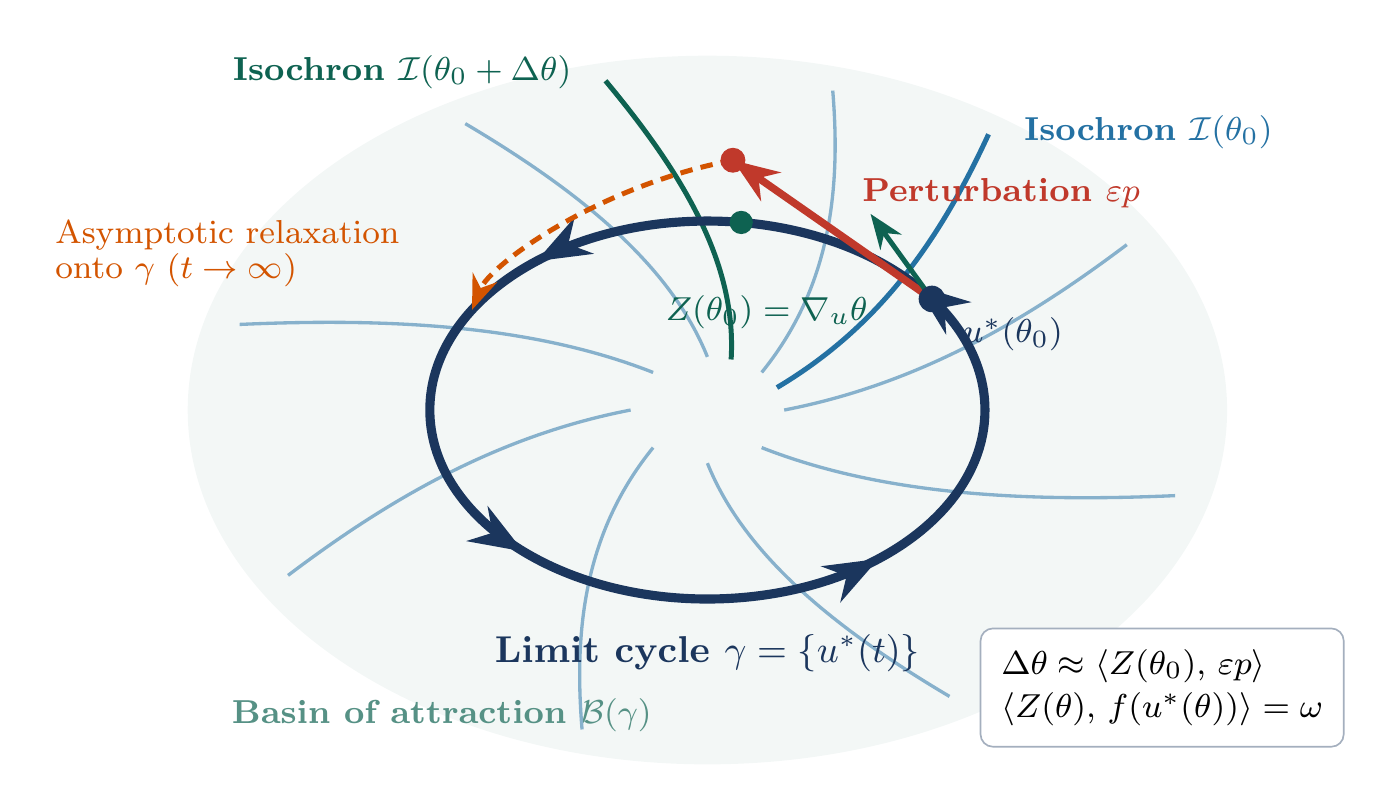 Isochron $\mathcal{I}(\theta_0 + \Delta\theta)$
Isochron $\mathcal{I}(\theta_0)$
Perturbation $\varepsilon p$
Asymptotic relaxation
onto $\gamma$ $(t \to \infty)$
$Z(\theta_0) = \nabla_u \theta$
$u^*(\theta_0)$
Limit cycle $\gamma = \{u^*(t)\}$
Basin of attraction $\mathcal{B}(\gamma)$
$\Delta\theta \approx \langle Z(\theta_0), \varepsilon p \rangle$
$\langle Z(\theta), f(u^*(\theta)) \rangle = \omega$